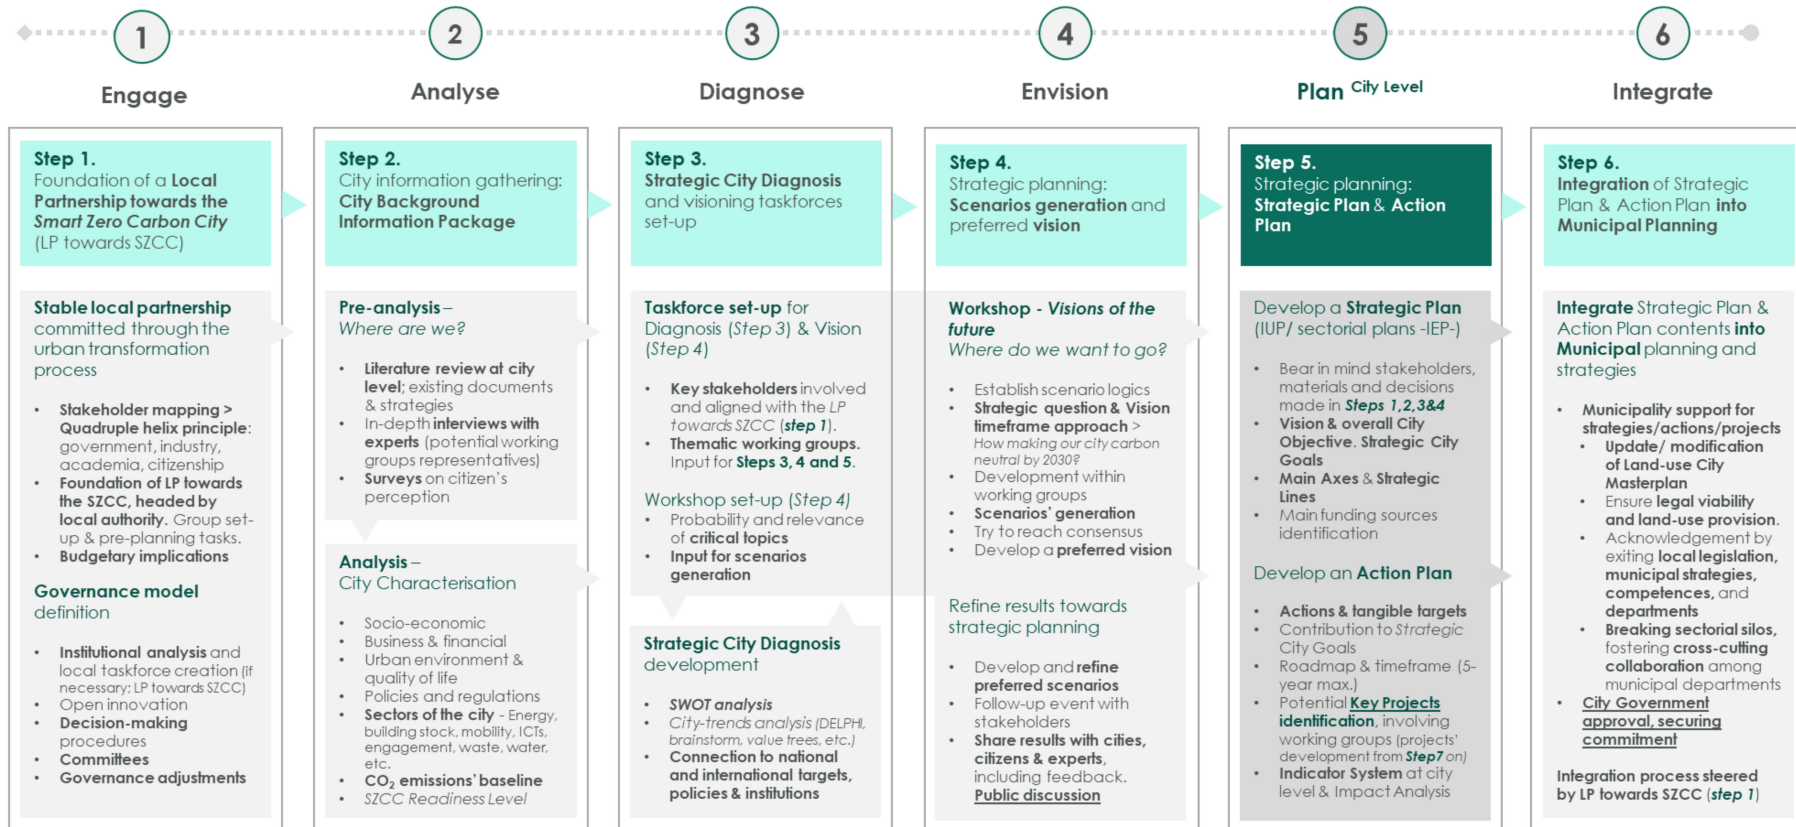 1
2
3
4
5
6
Engage
Analyse
Diagnose
Envision
Plan City Level
Integrate
Step 1.
Foundation of a Local
Partnership towards the
Smart Zero Carbon City
(LP towards SZCC)
Stable local partnership
committed through the
urban transformation
process
• Stakeholder mapping >
Quadruple helix principle:
government, industry,
academia, citizenship
• Foundation of LP towards
the SZCC, headed by
local authority. Group set-
up & pre-planning tasks.
• Budgetary implications
Governance model
definition
• Institutional analysis and
local taskforce creation (if
necessary; LP towards SZCC)
• Open innovation
• Decision-making
procedures
• Committees
• Governance adjustments
Step 2.
City information gathering:
City Background
Information Package
Pre-analysis –
Where are we?
• Literature review at city
level; existing documents
& strategies
• In-depth interviews with
experts (potential working
groups representatives)
• Surveys on citizen's
perception
Analysis –
City Characterisation
• Socio-economic
• Business & financial
• Urban environment &
quality of life
• Policies and regulations
• Sectors of the city - Energy,
building stock, mobility, ICTs,
engagement, waste, water,
etc.
• CO₂ emissions' baseline
• SZCC Readiness Level
Step 3.
Strategic City Diagnosis
and visioning taskforces
set-up
Taskforce set-up for
Diagnosis (Step 3) & Vision
(Step 4)
• Key stakeholders involved
and aligned with the LP
towards SZCC (step 1).
• Thematic working groups.
Input for Steps 3, 4 and 5.
Workshop set-up (Step 4)
• Probability and relevance
of critical topics
• Input for scenarios
generation
Strategic City Diagnosis
development
• SWOT analysis
• City-trends analysis (DELPHI,
brainstorm, value trees, etc.)
• Connection to national
and international targets,
policies & institutions
Step 4.
Strategic planning:
Scenarios generation and
preferred vision
Workshop - Visions of the
future
Where do we want to go?
• Establish scenario logics
• Strategic question & Vision
timeframe approach >
How making our city carbon
neutral by 2030?
• Development within
working groups
• Scenarios' generation
• Try to reach consensus
• Develop a preferred vision
Refine results towards
strategic planning
• Develop and refine
preferred scenarios
• Follow-up event with
stakeholders
• Share results with cities,
citizens & experts,
including feedback.
Public discussion
Step 5.
Strategic planning:
Strategic Plan & Action
Plan
Develop a Strategic Plan
(IUP/ sectorial plans -IEP-)
• Bear in mind stakeholders,
materials and decisions
made in Steps 1,2,3&4
• Vision & overall City
Objective. Strategic City
Goals
• Main Axes & Strategic
Lines
• Main funding sources
identification
Develop an Action Plan
• Actions & tangible targets
• Contribution to Strategic
City Goals
• Roadmap & timeframe (5-
year max.)
• Potential Key Projects
identification, involving
working groups (projects'
development from Step7 on)
• Indicator System at city
level & Impact Analysis
Step 6.
Integration of Strategic
Plan & Action Plan into
Municipal Planning
Integrate Strategic Plan &
Action Plan contents into
Municipal planning and
strategies
• Municipality support for
strategies/actions/projects
• Update/ modification
of Land-use City
Masterplan
• Ensure legal viability
and land-use provision.
• Acknowledgement by
exiting local legislation,
municipal strategies,
competences, and
departments
• Breaking sectorial silos,
fostering cross-cutting
collaboration among
municipal departments
• City Government
approval, securing
commitment
Integration process steered
by LP towards SZCC (step 1)